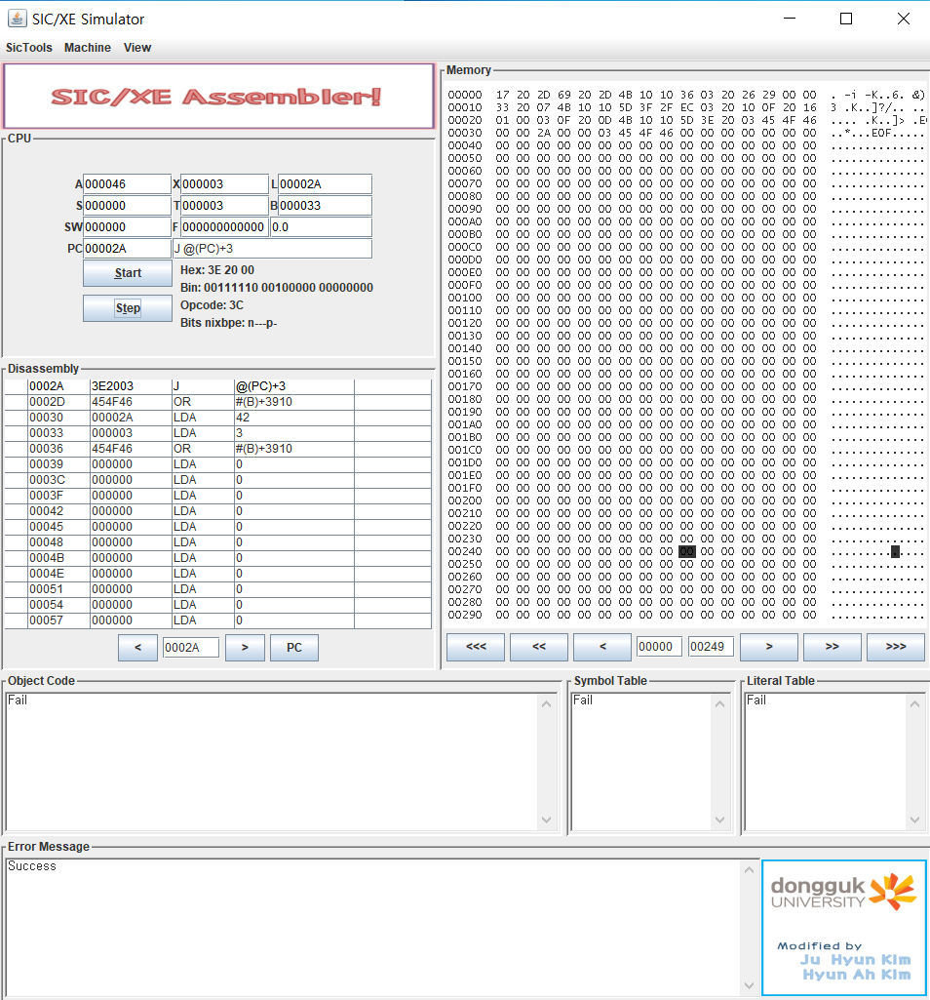 SIC/XE Simulator
SicTools Machine View
SIC/XE Assembler!
CPU
A 000046 X 000003 L 00002A
S 000000 T 000003 B 000033
SW 000000 F 000000000000 0.0
PC 00002A J @(PC)+3
Start
Step
Hex: 3E 20 00
Bin: 00111110 00100000 00000000
Opcode: 3C
Bits nixbpe: n---p-
Disassembly
0002A 3E2003 J @(PC)+3
0002D 454F46 OR #(B)+3910
00030 00002A LDA 42
00033 000003 LDA 3
00036 454F46 OR #(B)+3910
00039 000000 LDA 0
0003C 000000 LDA 0
0003F 000000 LDA 0
00042 000000 LDA 0
00045 000000 LDA 0
00048 000000 LDA 0
0004B 000000 LDA 0
0004E 000000 LDA 0
00051 000000 LDA 0
00054 000000 LDA 0
00057 000000 LDA 0
< 0002A > PC
Memory
00000 17 20 2D 69 20 2D 4B 10 10 36 03 20 26 29 00 00 . -i -K..6. &)
00010 33 20 07 4B 10 10 5D 3F 2F EC 03 20 10 0F 20 16 3 .K..]?/.. ..
00020 01 00 03 0F 20 0D 4B 10 10 5D 3E 20 03 45 4F 46 .... .K..]> .E
00030 00 00 2A 00 00 03 45 4F 46 00 00 00 00 00 00 00 ..*...EOF.....
00040 00 00 00 00 00 00 00 00 00 00 00 00 00 00 00 00 ..............
00050 00 00 00 00 00 00 00 00 00 00 00 00 00 00 00 00 ..............
00060 00 00 00 00 00 00 00 00 00 00 00 00 00 00 00 00 ..............
00070 00 00 00 00 00 00 00 00 00 00 00 00 00 00 00 00 ..............
00080 00 00 00 00 00 00 00 00 00 00 00 00 00 00 00 00 ..............
00090 00 00 00 00 00 00 00 00 00 00 00 00 00 00 00 00 ..............
000A0 00 00 00 00 00 00 00 00 00 00 00 00 00 00 00 00 ..............
000B0 00 00 00 00 00 00 00 00 00 00 00 00 00 00 00 00 ..............
000C0 00 00 00 00 00 00 00 00 00 00 00 00 00 00 00 00 ..............
000D0 00 00 00 00 00 00 00 00 00 00 00 00 00 00 00 00 ..............
000E0 00 00 00 00 00 00 00 00 00 00 00 00 00 00 00 00 ..............
000F0 00 00 00 00 00 00 00 00 00 00 00 00 00 00 00 00 ..............
00100 00 00 00 00 00 00 00 00 00 00 00 00 00 00 00 00 ..............
00110 00 00 00 00 00 00 00 00 00 00 00 00 00 00 00 00 ..............
00120 00 00 00 00 00 00 00 00 00 00 00 00 00 00 00 00 ..............
00130 00 00 00 00 00 00 00 00 00 00 00 00 00 00 00 00 ..............
00140 00 00 00 00 00 00 00 00 00 00 00 00 00 00 00 00 ..............
00150 00 00 00 00 00 00 00 00 00 00 00 00 00 00 00 00 ..............
00160 00 00 00 00 00 00 00 00 00 00 00 00 00 00 00 00 ..............
00170 00 00 00 00 00 00 00 00 00 00 00 00 00 00 00 00 ..............
00180 00 00 00 00 00 00 00 00 00 00 00 00 00 00 00 00 ..............
00190 00 00 00 00 00 00 00 00 00 00 00 00 00 00 00 00 ..............
001A0 00 00 00 00 00 00 00 00 00 00 00 00 00 00 00 00 ..............
001B0 00 00 00 00 00 00 00 00 00 00 00 00 00 00 00 00 ..............
001C0 00 00 00 00 00 00 00 00 00 00 00 00 00 00 00 00 ..............
001D0 00 00 00 00 00 00 00 00 00 00 00 00 00 00 00 00 ..............
001E0 00 00 00 00 00 00 00 00 00 00 00 00 00 00 00 00 ..............
001F0 00 00 00 00 00 00 00 00 00 00 00 00 00 00 00 00 ..............
00200 00 00 00 00 00 00 00 00 00 00 00 00 00 00 00 00 ..............
00210 00 00 00 00 00 00 00 00 00 00 00 00 00 00 00 00 ..............
00220 00 00 00 00 00 00 00 00 00 00 00 00 00 00 00 00 ..............
00230 00 00 00 00 00 00 00 00 00 00 00 00 00 00 00 00 ..............
00240 00 00 00 00 00 00 00 00 00 00 00 00 00 00 00 00 ..............
00250 00 00 00 00 00 00 00 00 00 00 00 00 00 00 00 00 ..............
00260 00 00 00 00 00 00 00 00 00 00 00 00 00 00 00 00 ..............
00270 00 00 00 00 00 00 00 00 00 00 00 00 00 00 00 00 ..............
00280 00 00 00 00 00 00 00 00 00 00 00 00 00 00 00 00 ..............
00290 00 00 00 00 00 00 00 00 00 00 00 00 00 00 00 00 ..............
<<< << < 00000 00249 > >> >>>
Object Code
Fail
Symbol Table
Fail
Literal Table
Fail
Error Message
Success
dongguk
UNIVERSITY
Modified by
Ju Hyun Kim
Hyun Ah Kim